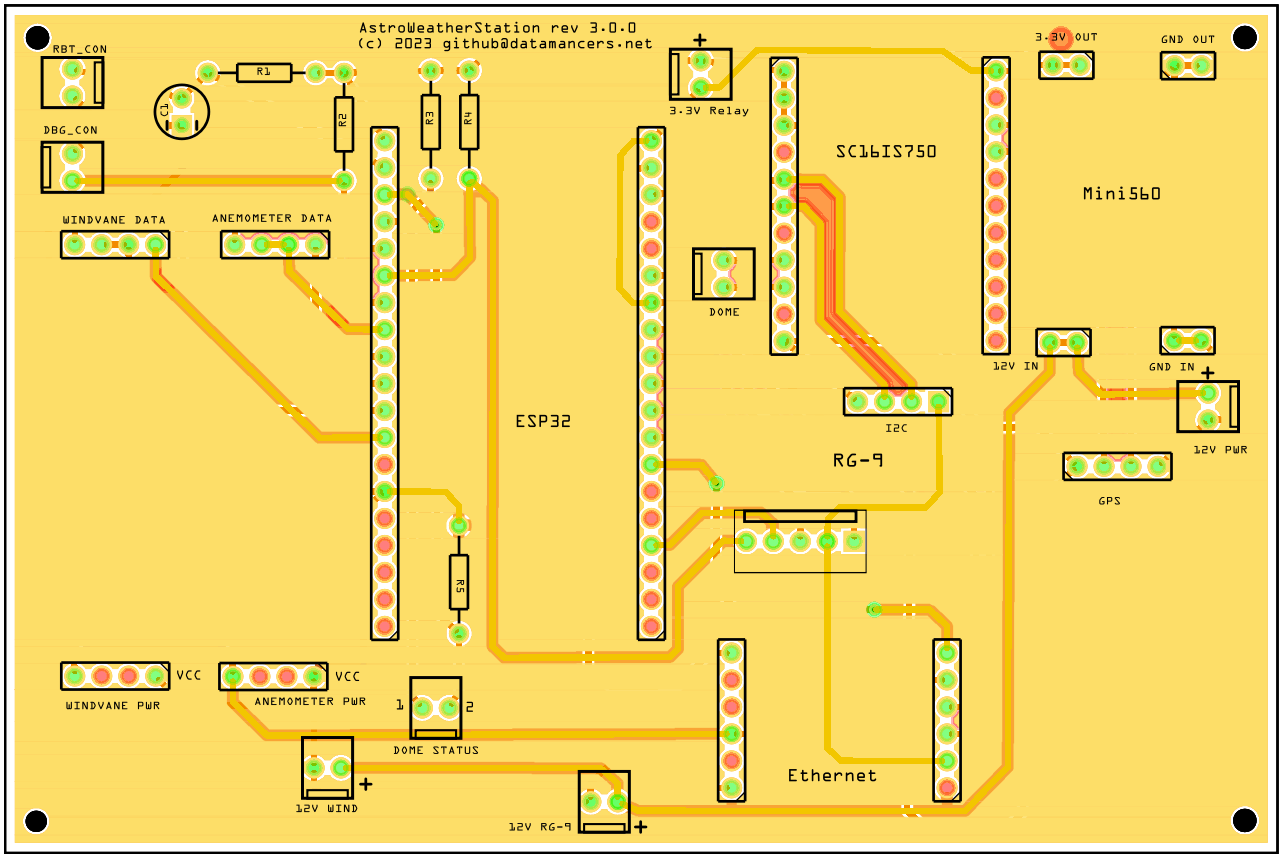 AstroWeatherStation rev 3.0.0
(c) 2023 github@datamancers.net
RBT_CON
3.3V OUT
GND OUT
+
R1
C1
R2
R3
R4
3.3V Relay
DBG_CON
SC16IS750
Mini560
WINDVANE DATA
ANEMOMETER DATA
DOME
12V IN
GND IN
+
ESP32
I2C
12V PWR
RG-9
GPS
R5
VCC
VCC
WINDVANE PWR
ANEMOMETER PWR
1
2
DOME STATUS
Ethernet
+
12V WIND
12V RG-9
+